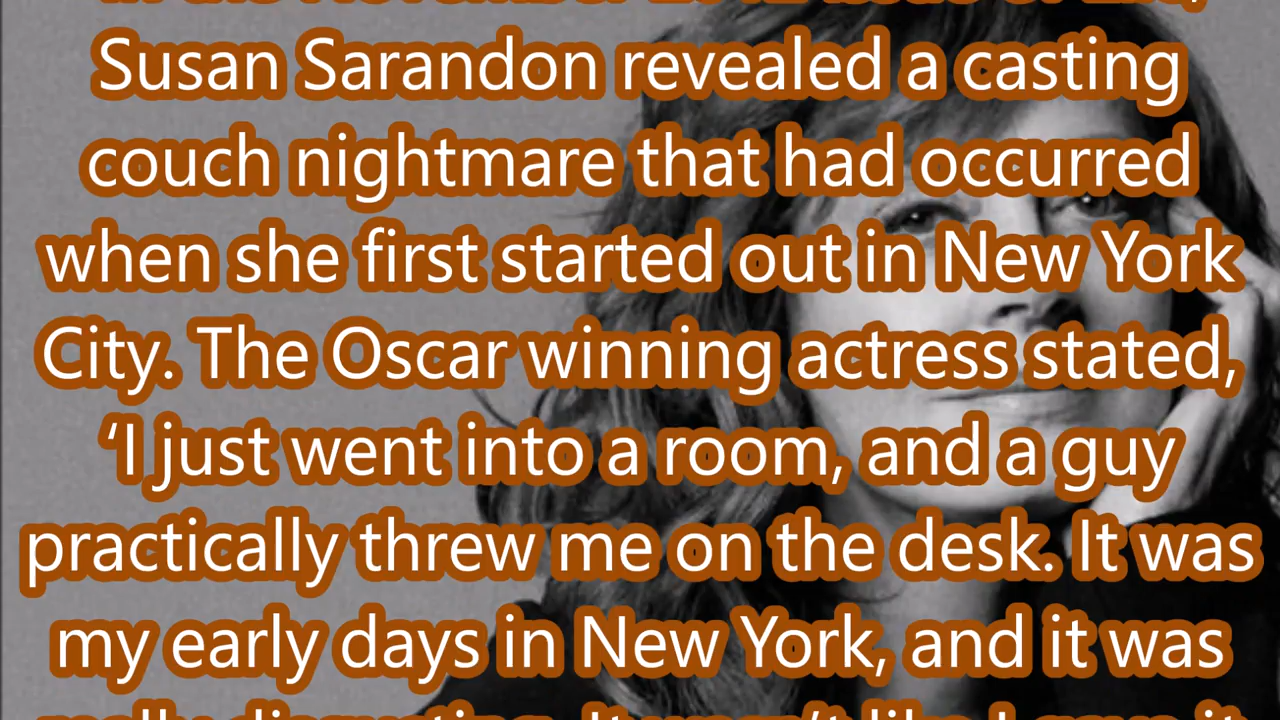 Susan Sarandon revealed a casting
couch nightmare that had occurred
when she first started out in New York
City. The Oscar winning actress stated,
‘I just went into a room, and a guy
practically threw me on the desk. It was
my early days in New York, and it was